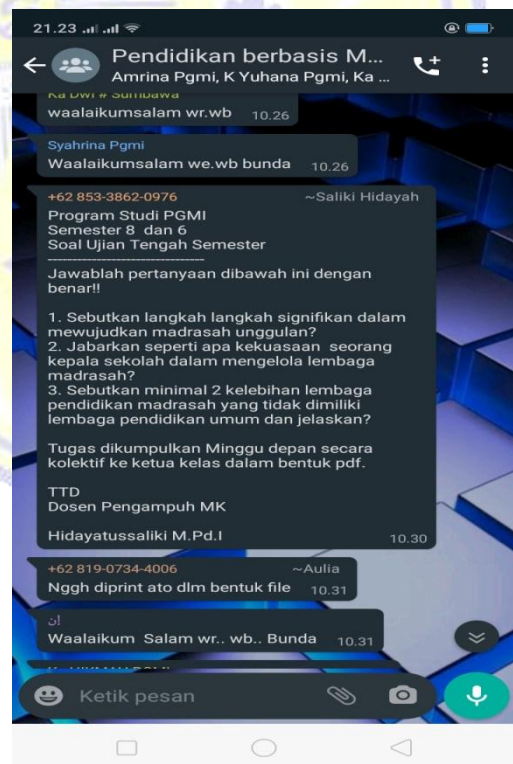 21.23
Pendidikan berbasis M...
Amrina Pgmi, K Yuhana Pgmi, Ka ...
Ka Dwi # Sumbawa
waalaikumsalam wr.wb 10.26
Syahrina Pgmi
Waalaikumsalam we.wb bunda 10.26
+62 853-3862-0976 ~Saliki Hidayah
Program Studi PGMI
Semester 8 dan 6
Soal Ujian Tengah Semester
--------------------------------
Jawablah pertanyaan dibawah ini dengan
benar!!
1. Sebutkan langkah langkah signifikan dalam
mewujudkan madrasah unggulan?
2. Jabarkan seperti apa kekuasaan seorang
kepala sekolah dalam mengelola lembaga
madrasah?
3. Sebutkan minimal 2 kelebihan lembaga
pendidikan madrasah yang tidak dimiliki
lembaga pendidikan umum dan jelaskan?
Tugas dikumpulkan Minggu depan secara
kolektif ke ketua kelas dalam bentuk pdf.
TTD
Dosen Pengampuh MK
Hidayatussaliki M.Pd.I 10.30
+62 819-0734-4006 ~Aulia
Nggh diprint ato dlm bentuk file 10.31
أن
Waalaikum Salam wr.. wb.. Bunda 10.31
Ketik pesan